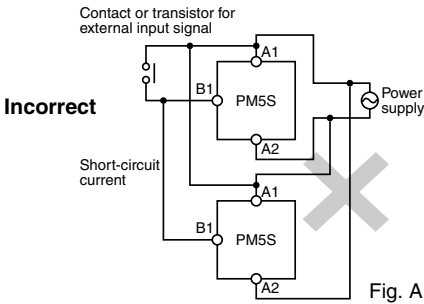 Contact or transistor for
external input signal
A1
Incorrect
B1
PM5S
Power
supply
A2
Short-circuit
current
A1
B1
PM5S
A2
Fig. A